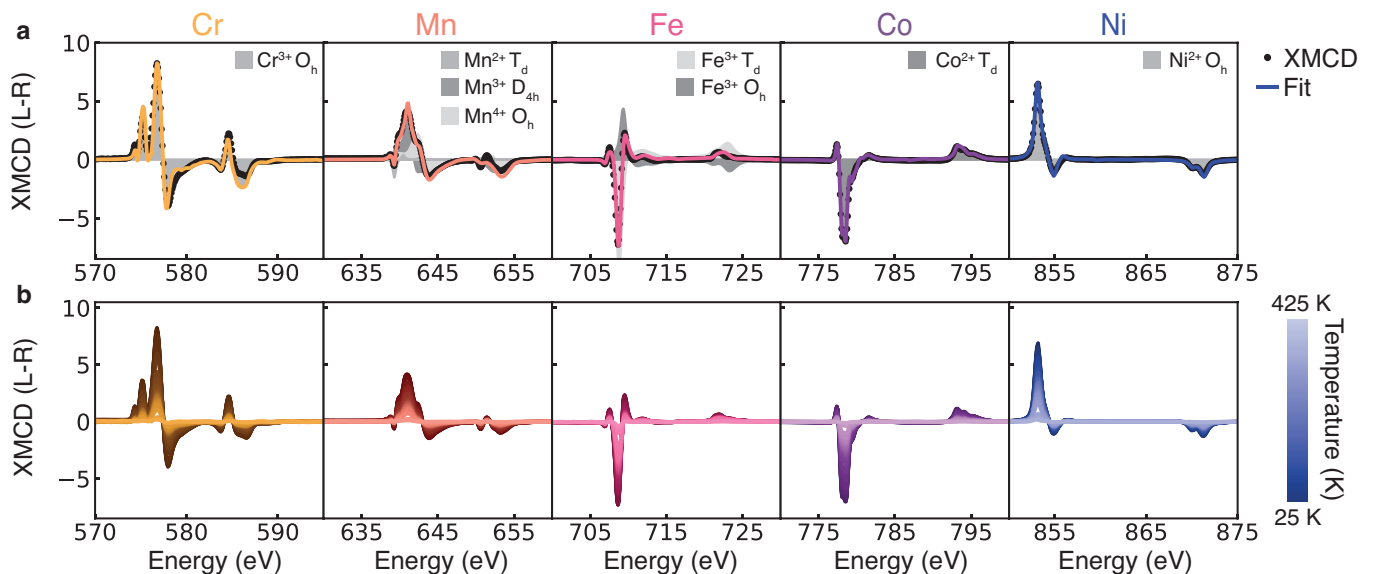 Cr Mn Fe Co Ni
a
10
5
0
−5
XMCD (L-R)
Cr3+ Oh
Mn2+ Td
Mn3+ D4h
Mn4+ Oh
Fe3+ Td
Fe3+ Oh
Co2+ Td
Ni2+ Oh
XMCD
Fit
570 580 590 635 645 655 705 715 725 775 785 795 855 865 875
b
10
5
0
−5
XMCD (L-R)
425 K
Temperature (K)
25 K
570 580 590 635 645 655 705 715 725 775 785 795 855 865 875
Energy (eV) Energy (eV) Energy (eV) Energy (eV) Energy (eV)